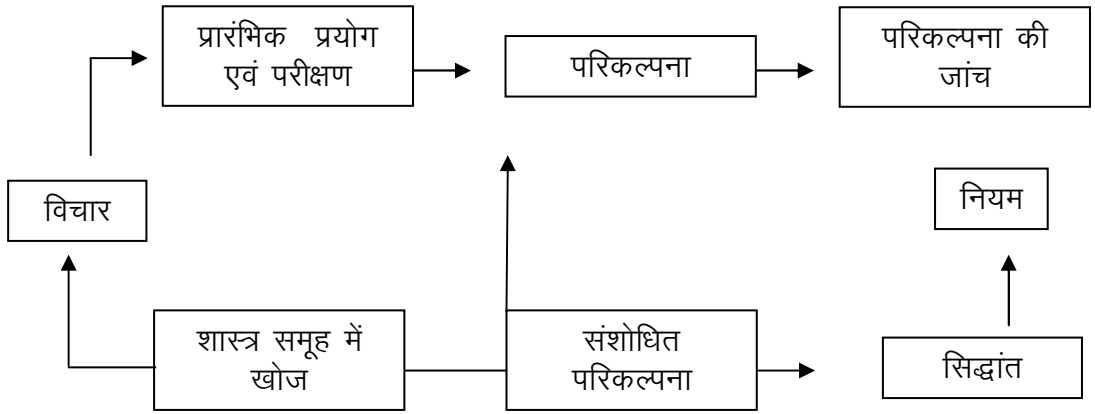 प्रारंभिक प्रयोग
एवं परीक्षण
परिकल्पना
परिकल्पना की
जांच
विचार
नियम
शास्त्र समूह में
खोज
संशोधित
परिकल्पना
सिद्धांत